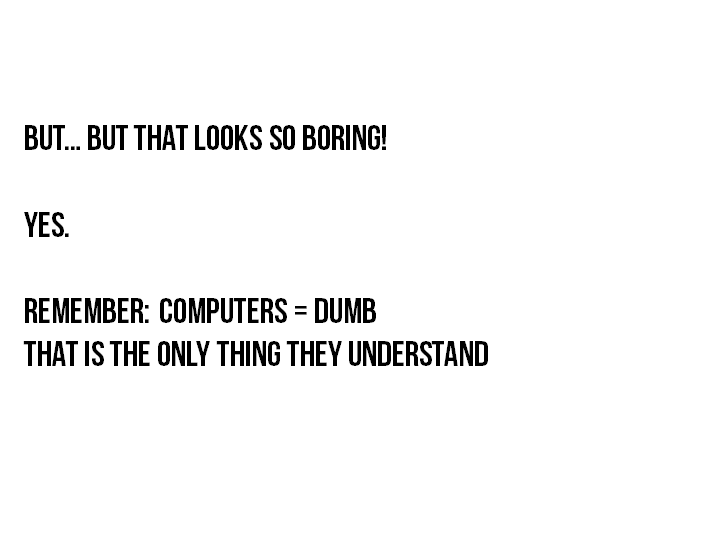 BUT... BUT THAT LOOKS SO BORING!
YES.
REMEMBER: COMPUTERS = DUMB
THAT IS THE ONLY THING THEY UNDERSTAND